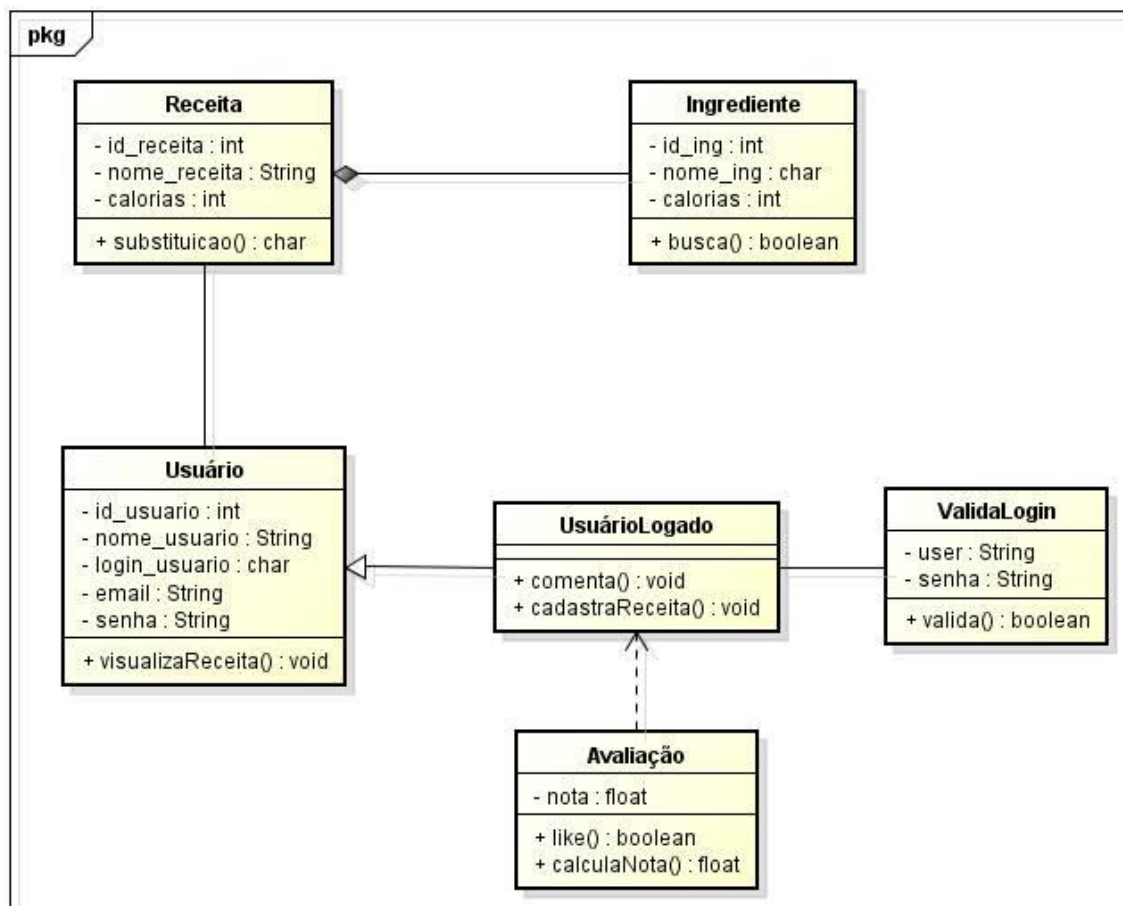 pkg
Receita
- id_receita : int
- nome_receita : String
- calorias : int
+ substituicao() : char
Ingrediente
- id_ing : int
- nome_ing : char
- calorias : int
+ busca() : boolean
Usuário
- id_usuario : int
- nome_usuario : String
- login_usuario : char
- email : String
- senha : String
+ visualizaReceita() : void
UsuárioLogado
+ comenta() : void
+ cadastraReceita() : void
ValidaLogin
- user : String
- senha : String
+ valida() : boolean
Avaliação
- nota : float
+ like() : boolean
+ calculaNota() : float